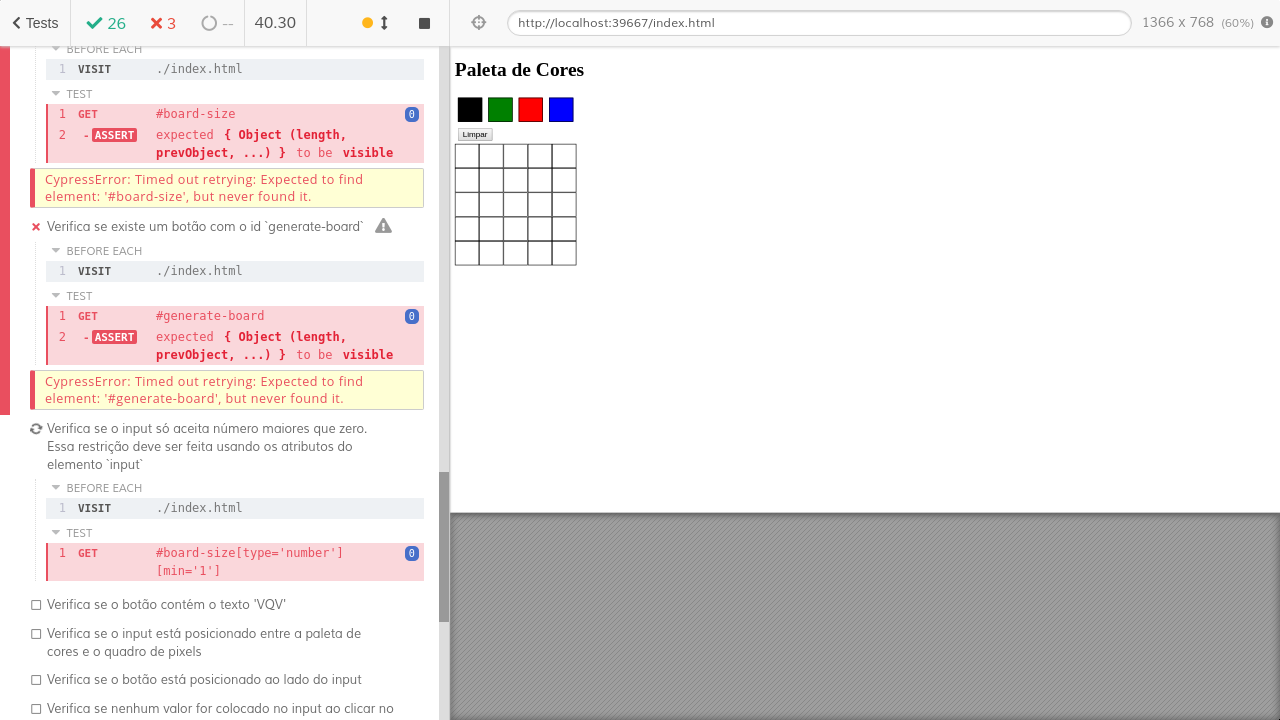 Tests
26
3
--
40.30
http://localhost:39667/index.html
1366 x 768 (60%)
BEFORE EACH
1 VISIT ./index.html
TEST
1 GET #board-size 0
2 -ASSERT expected { Object (length,
prevObject, ...) } to be visible
CypressError: Timed out retrying: Expected to find
element: '#board-size', but never found it.
Verifica se existe um botão com o id `generate-board`
BEFORE EACH
1 VISIT ./index.html
TEST
1 GET #generate-board 0
2 -ASSERT expected { Object (length,
prevObject, ...) } to be visible
CypressError: Timed out retrying: Expected to find
element: '#generate-board', but never found it.
Verifica se o input só aceita número maiores que zero.
Essa restrição deve ser feita usando os atributos do
elemento `input`
BEFORE EACH
1 VISIT ./index.html
TEST
1 GET #board-size[type='number'] 0
[min='1']
Verifica se o botão contém o texto 'VQV'
Verifica se o input está posicionado entre a paleta de
cores e o quadro de pixels
Verifica se o botão está posicionado ao lado do input
Verifica se nenhum valor for colocado no input ao clicar no
Paleta de Cores
Limpar